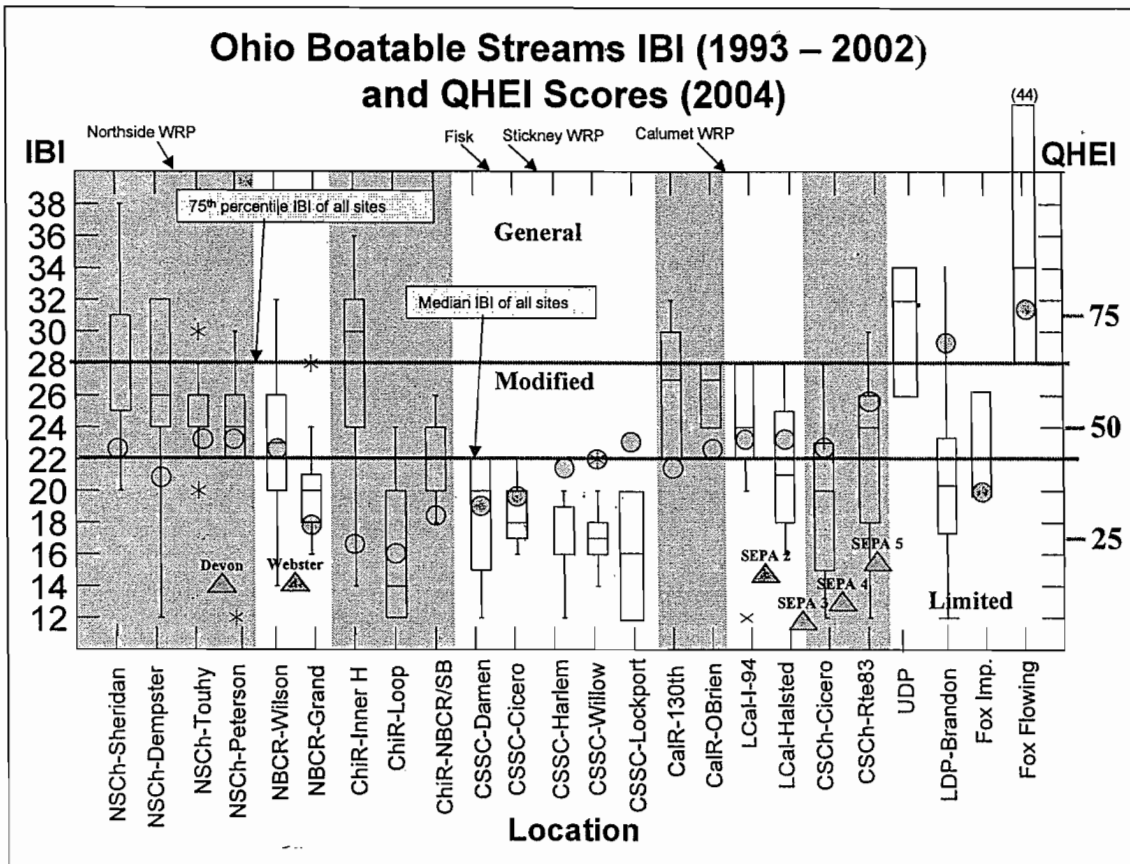 Ohio Boatable Streams IBI (1993 – 2002)
and QHEI Scores (2004)
(44)
Northside WRP
Fisk
Stickney WRP
Calumet WRP
IBI
QHEI
75th percentile IBI of all sites
General
Median IBI of all sites
Modified
Limited
38
36
34
32
30
28
26
24
22
20
18
16
14
12
75
50
25
Devon
Webster
SEPA 2
SEPA 3
SEPA 4
SEPA 5
NSCh-Sheridan
NSCh-Dempster
NSCh-Touhy
NSCh-Peterson
NBCR-Wilson
NBCR-Grand
ChiR-Inner H
ChiR-Loop
ChiR-NBCR/SB
CSSC-Damen
CSSC-Cicero
CSSC-Harlem
CSSC-Willow
CSSC-Lockport
CalR-130th
CalR-OBrien
LCal-I-94
LCal-Halsted
CSCh-Cicero
CSCh-Rte83
UDP
LDP-Brandon
Fox Imp.
Fox Flowing
Location